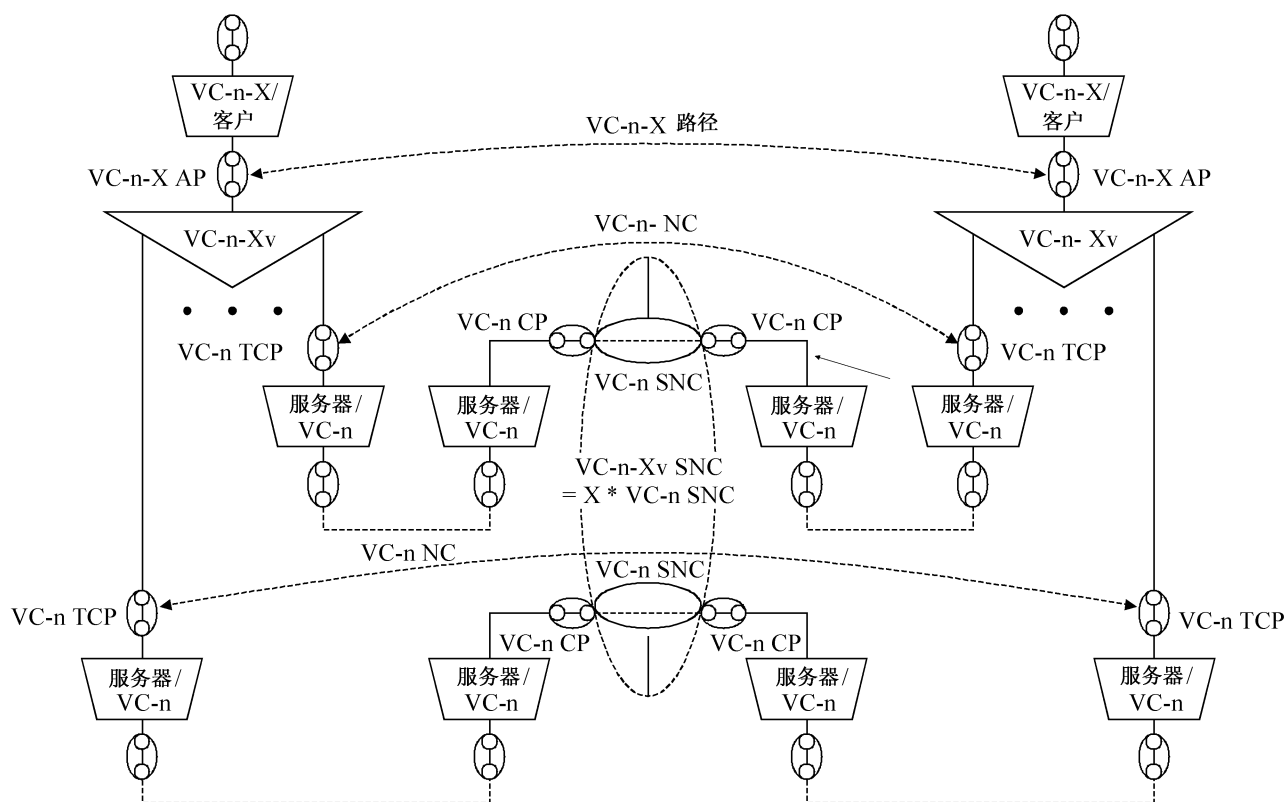 VC-n-X/
客户
VC-n-X/
客户
VC-n-X 路径
VC-n-X AP
VC-n-X AP
VC-n-Xv
VC-n- NC
VC-n- Xv
VC-n CP
VC-n CP
VC-n TCP
VC-n TCP
VC-n SNC
服务器/
VC-n
服务器/
VC-n
服务器/
VC-n
服务器/
VC-n
VC-n-Xv SNC
= X * VC-n SNC
VC-n NC
VC-n SNC
VC-n TCP
VC-n TCP
VC-n CP
VC-n CP
服务器/
VC-n
服务器/
VC-n
服务器/
VC-n
服务器/
VC-n